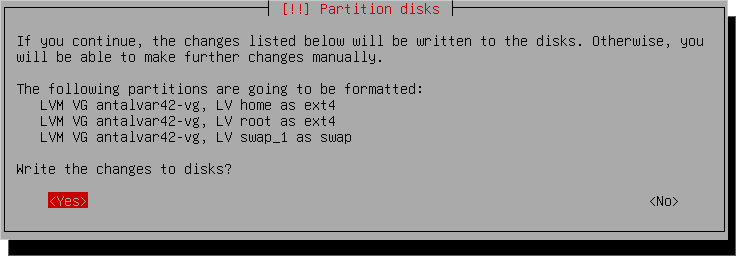 [!!] Partition disks
If you continue, the changes listed below will be written to the disks. Otherwise, you
will be able to make further changes manually.
The following partitions are going to be formatted:
LVM VG antalvar42-vg, LV home as ext4
LVM VG antalvar42-vg, LV root as ext4
LVM VG antalvar42-vg, LV swap_1 as swap
Write the changes to disks?
<Yes> <No>